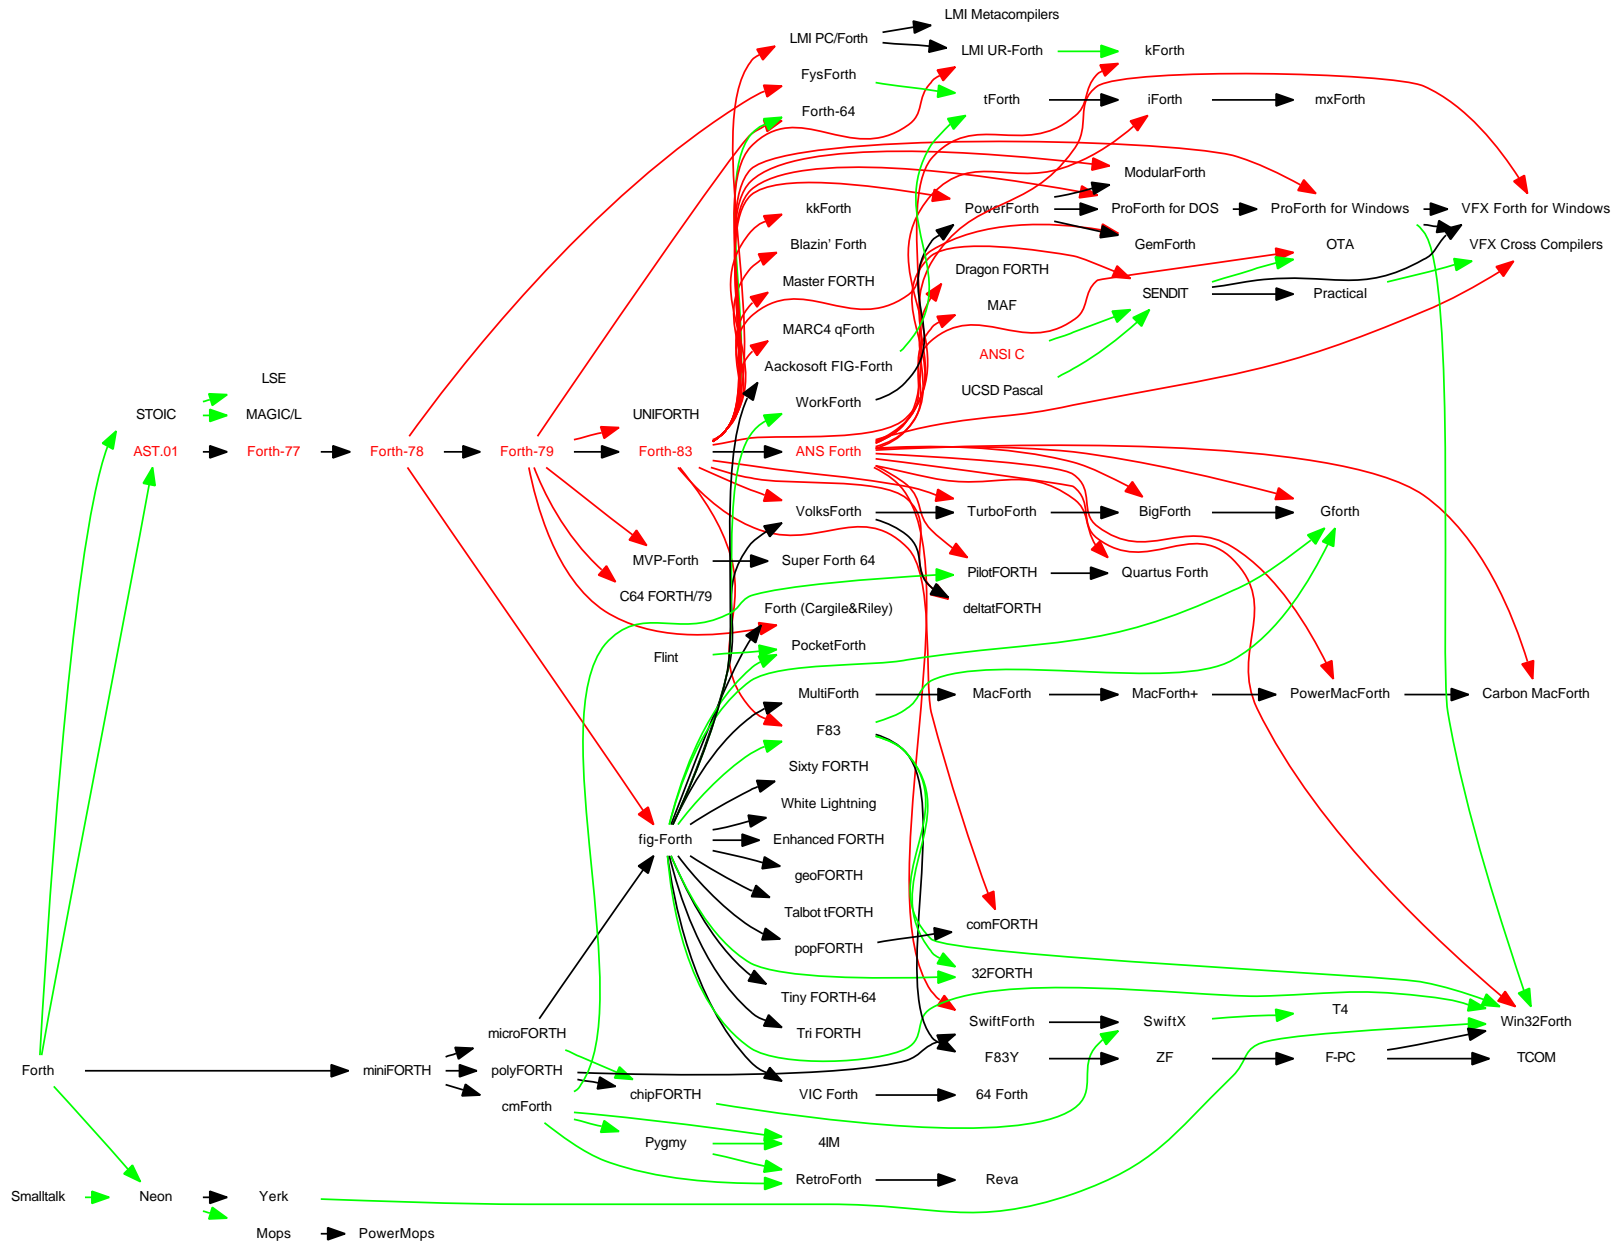 LMI Metacompilers
LMI PC/Forth
LMI UR-Forth
kForth
FysForth
tForth
iForth
mxForth
Forth-64
ModularForth
kkForth
PowerForth
ProForth for DOS
ProForth for Windows
VFX Forth for Windows
Blazin' Forth
GemForth
OTA
VFX Cross Compilers
Dragon FORTH
Master FORTH
SENDIT
Practical
MAF
MARC4 qForth
ANSI C
Aackosoft FIG-Forth
LSE
UCSD Pascal
WorkForth
STOIC
MAGIC/L
UNIFORTH
AST.01
Forth-77
Forth-78
Forth-79
Forth-83
ANS Forth
VolksForth
TurboForth
BigForth
Gforth
MVP-Forth
Super Forth 64
PilotFORTH
Quartus Forth
C64 FORTH/79
Forth (Cargile&Riley)
deltatFORTH
PocketForth
Flint
MultiForth
MacForth
MacForth+
PowerMacForth
Carbon MacForth
F83
Sixty FORTH
White Lightning
fig-Forth
Enhanced FORTH
geoFORTH
Talbot tFORTH
comFORTH
popFORTH
32FORTH
Tiny FORTH-64
T4
SwiftForth
SwiftX
Win32Forth
microFORTH
Tri FORTH
F83Y
ZF
F-PC
TCOM
Forth
miniFORTH
polyFORTH
chipFORTH
VIC Forth
64 Forth
cmForth
Pygmy
4IM
RetroForth
Reva
Smalltalk
Neon
Yerk
Mops
PowerMops